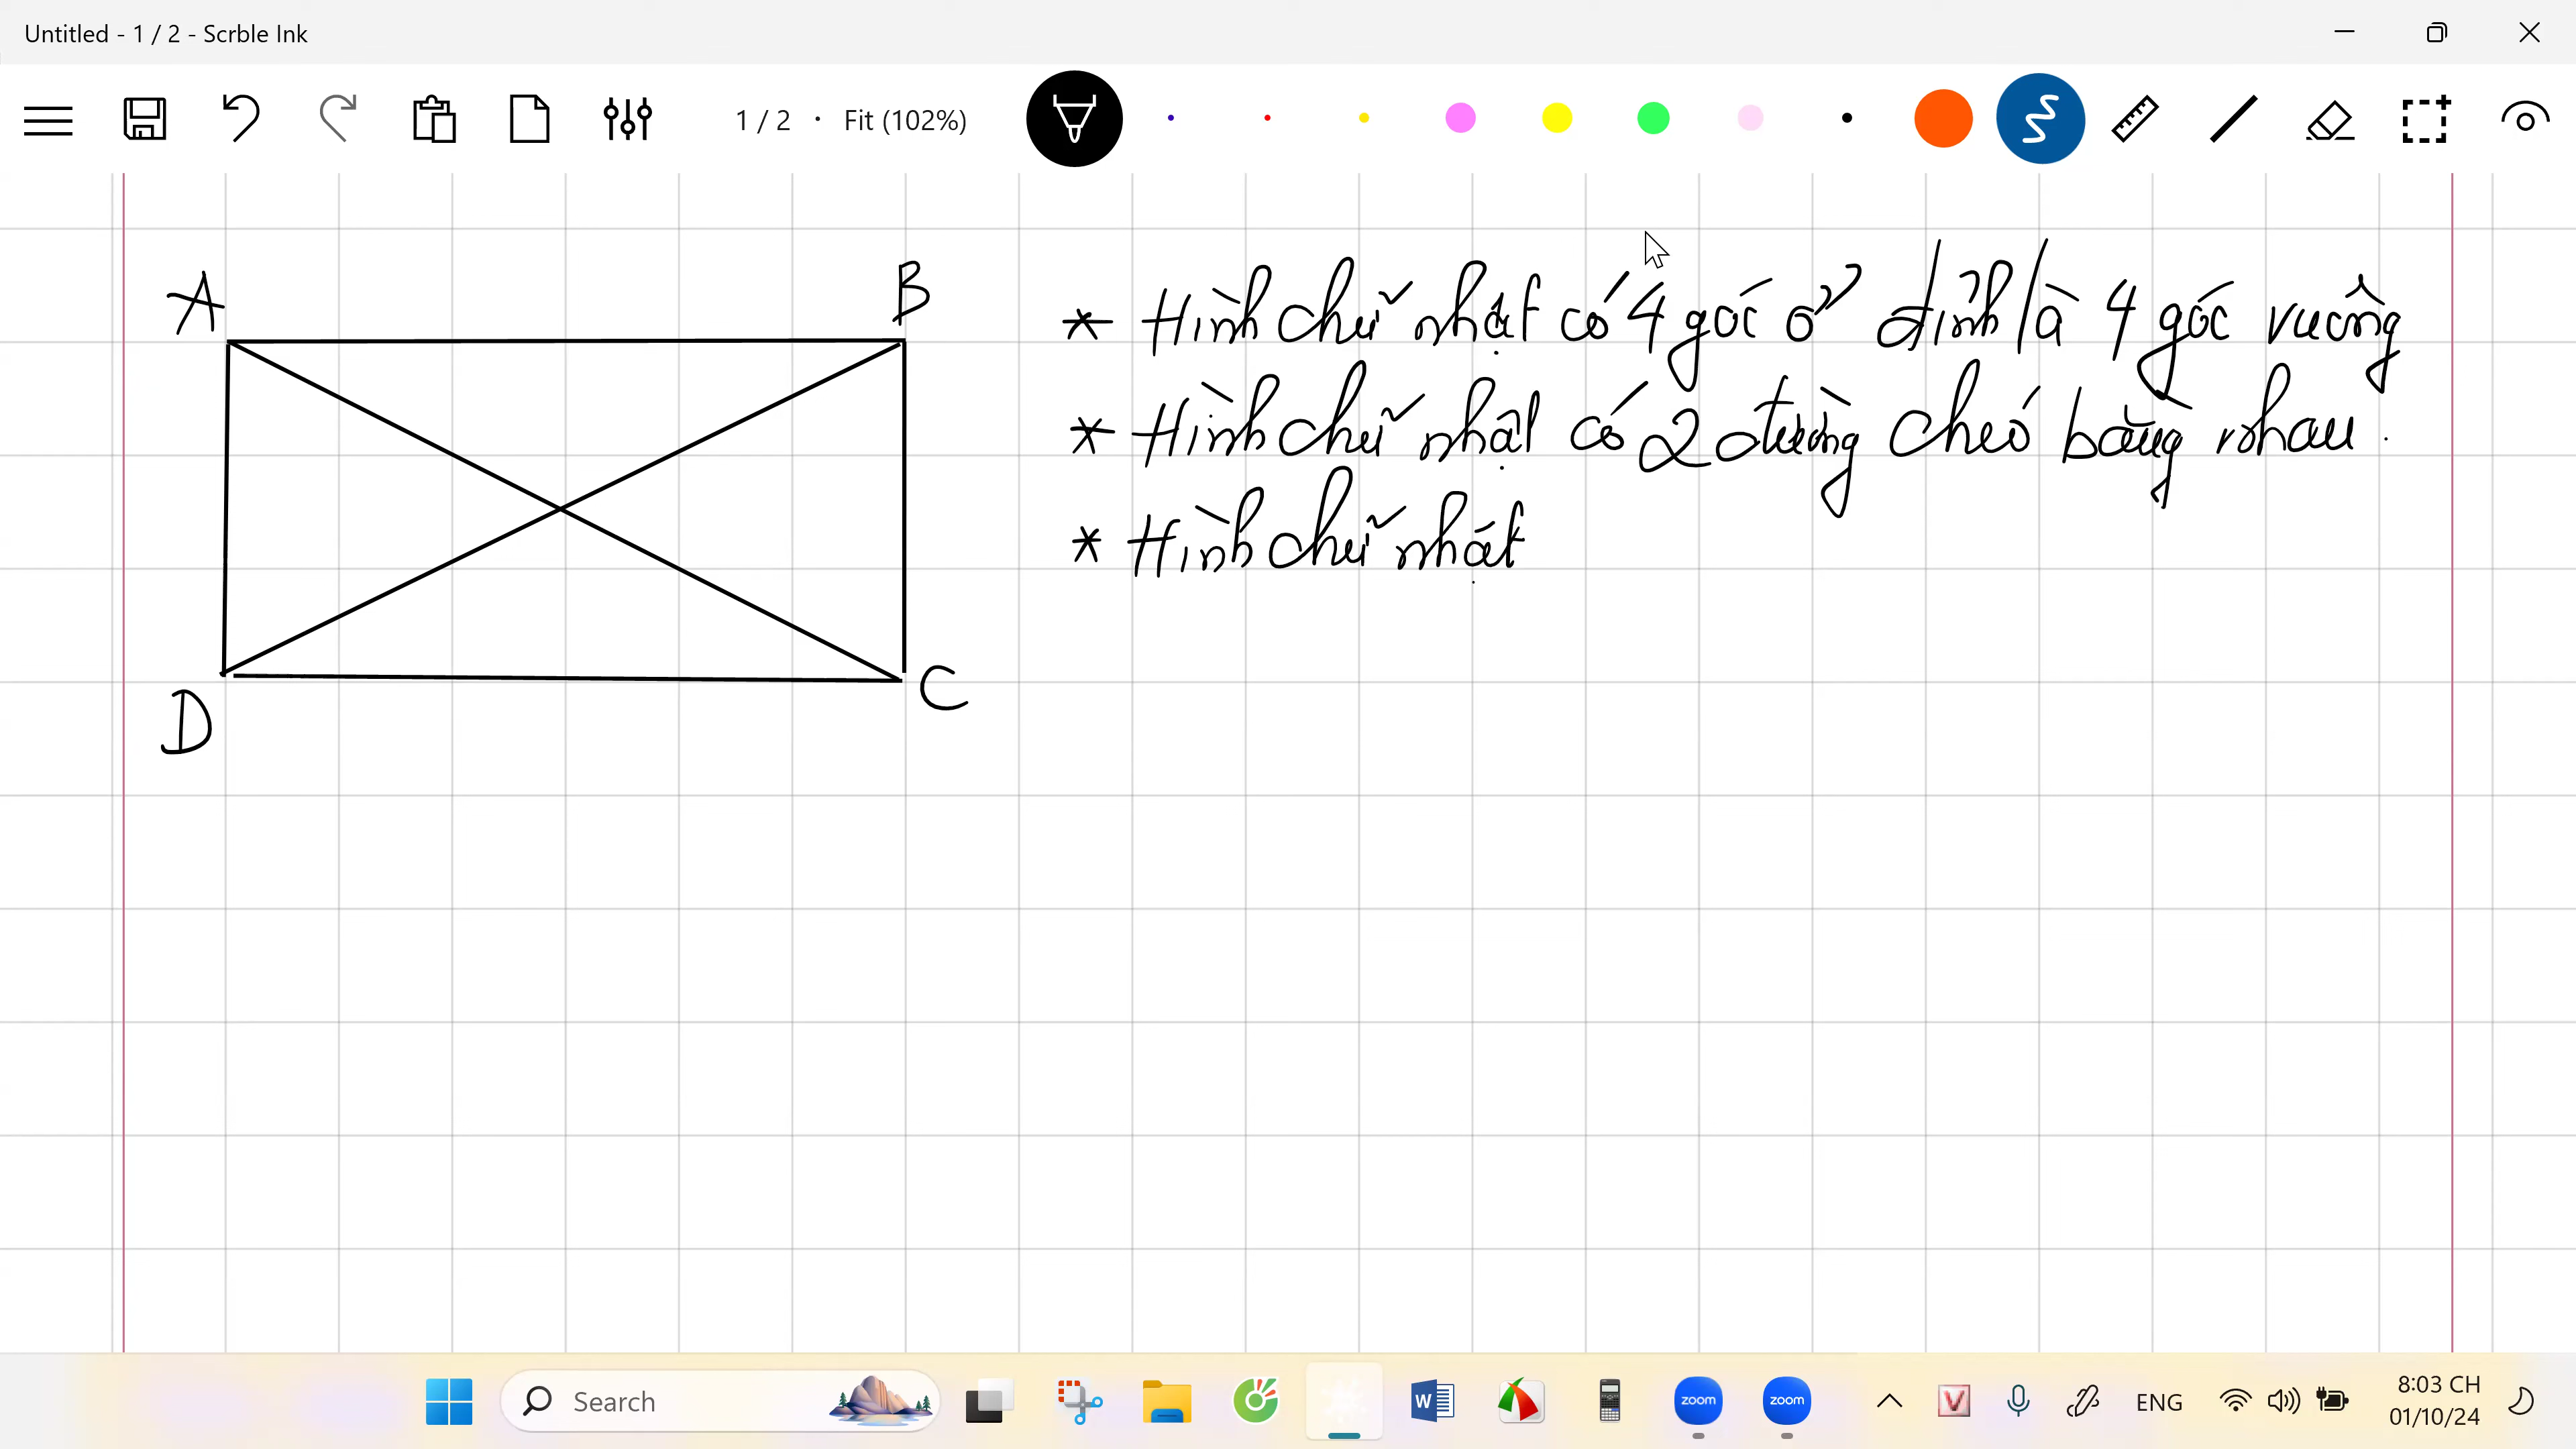 Untitled - 1 / 2 - Scrble Ink
1 / 2 · Fit (102%)
A
B
* Hình chữ nhật có 4 góc ở đỉnh là 4 góc vuông
* Hình chữ nhật có 2 đường chéo bằng nhau.
* Hình chữ nhật
D
C
Search
W
zoom
zoom
V
ENG
8:03 CH
01/10/24